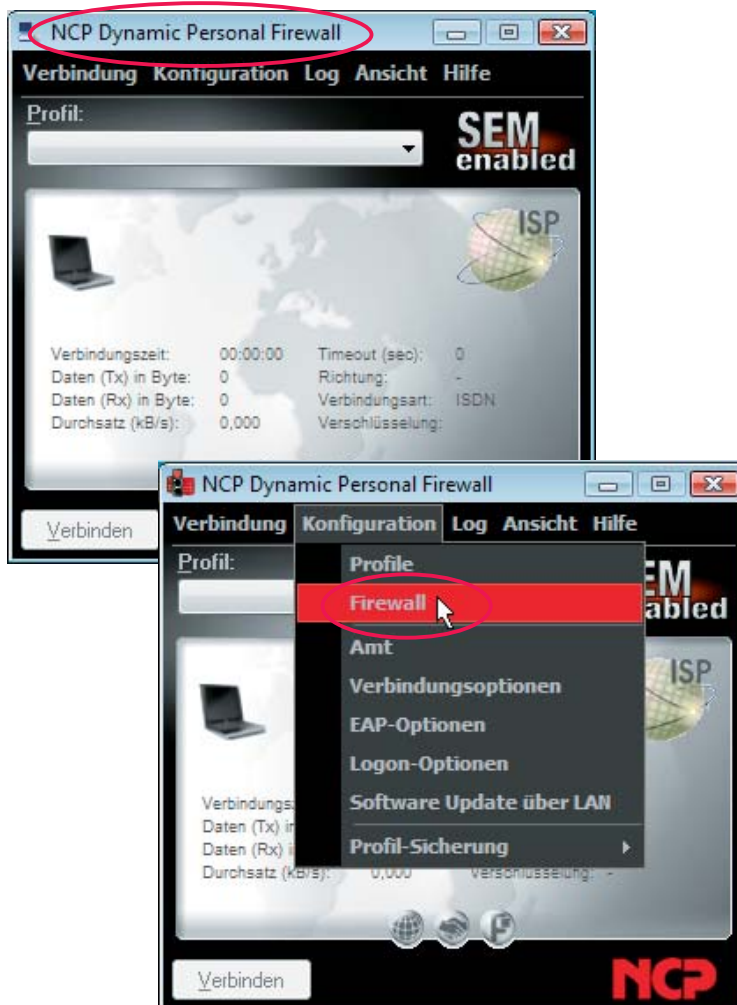 NCP Dynamic Personal Firewall
Verbindung Konfiguration Log Ansicht Hilfe
Profil:
SEM
enabled
ISP
Verbindungszeit: 00:00:00 Timeout (sec): 0
Daten (Tx) in Byte: 0 Richtung: -
Daten (Rx) in Byte: 0 Verbindungsart: ISDN
Durchsatz (kB/s): 0,000 Verschlüsselung:
Verbinden
NCP Dynamic Personal Firewall
Verbindung Konfiguration Log Ansicht Hilfe
Profil:
Profile
EM
Firewall
abled
Amt
ISP
Verbindungsoptionen
EAP-Optionen
Logon-Optionen
Software Update über LAN
Verbindungs
Daten (Tx) in
Profil-Sicherung
Daten (Rx) i
Durchsatz (kB/s): 0,000 Verschlüsselung: -
Verbinden
NCP